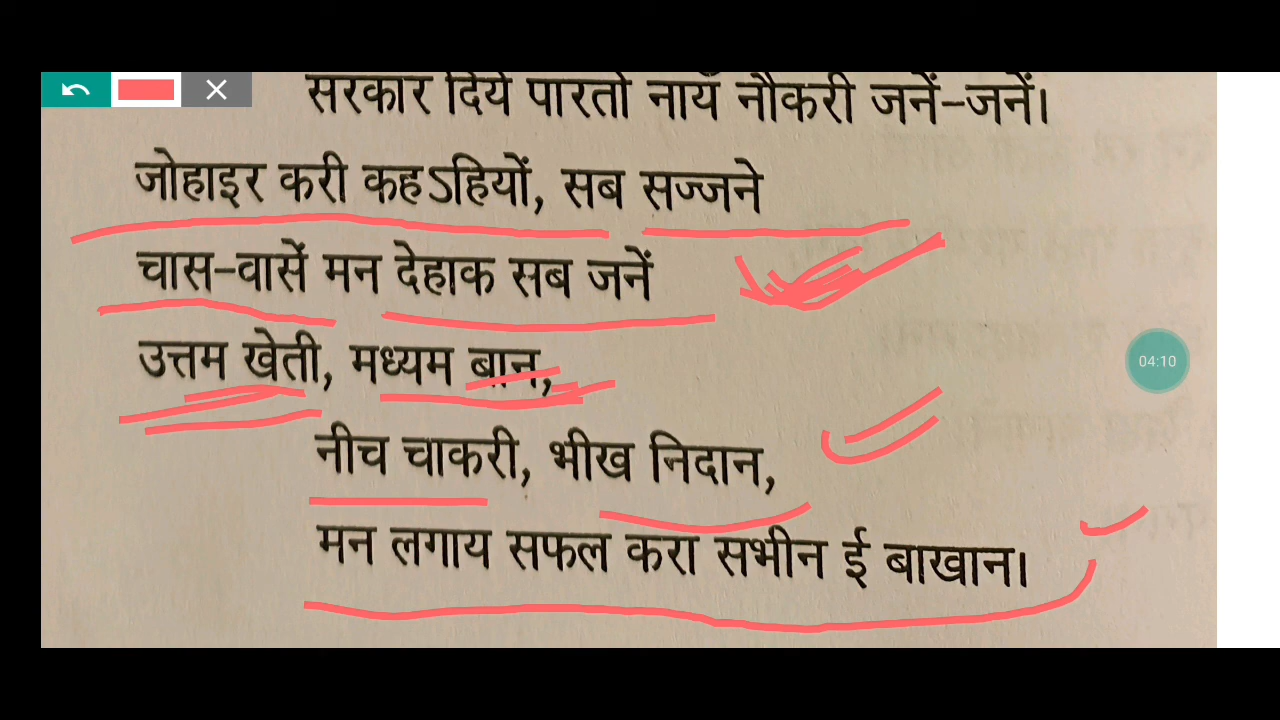 सरकार दिये पारतो नायँ नौकरी जनें-जनें।
जोहाइर करी कहऽहियों, सब सज्जने
चास-वासें मन देहाक सब जनें
उत्तम खेती, मध्यम बान,
नीच चाकरी, भीख निदान,
मन लगाय सफल करा सभीन ई बाखान।
04:10